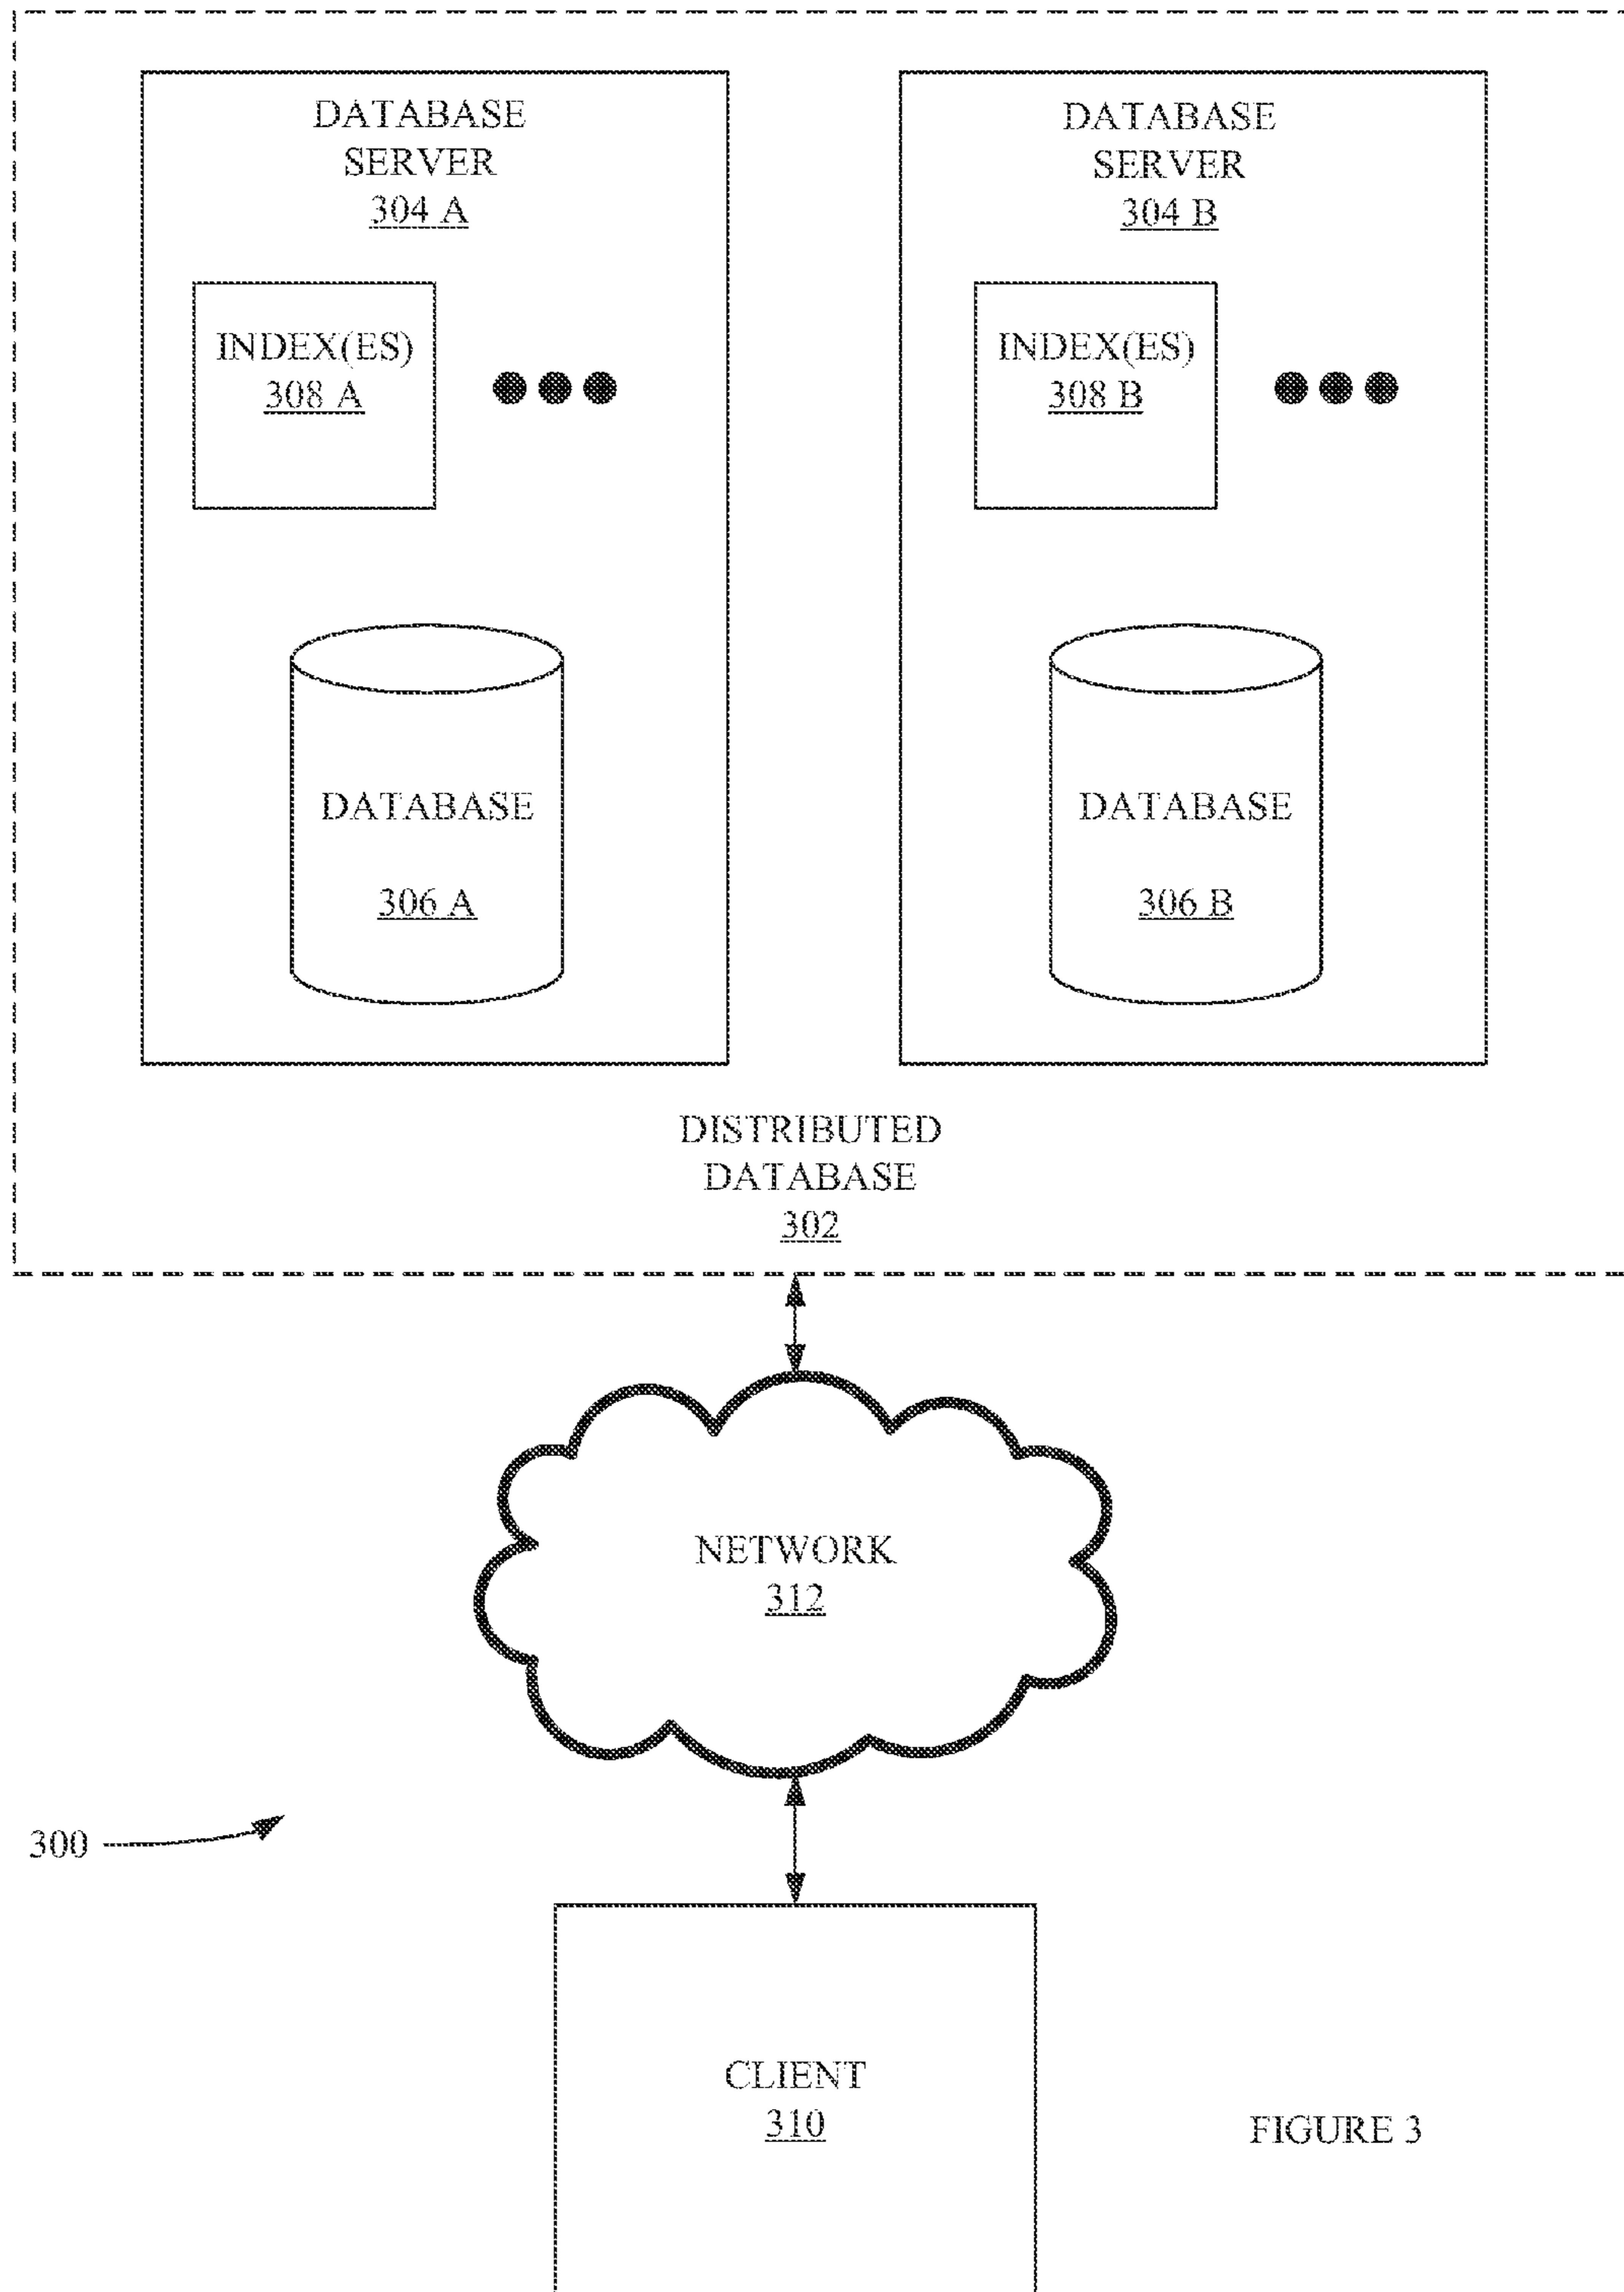 DATABASE
SERVER
304 A
INDEX(ES)
308 A
DATABASE
306 A
DATABASE
SERVER
304 B
INDEX(ES)
308 B
DATABASE
306 B
DISTRIBUTED
DATABASE
302
NETWORK
312
300
CLIENT
310
FIGURE 3